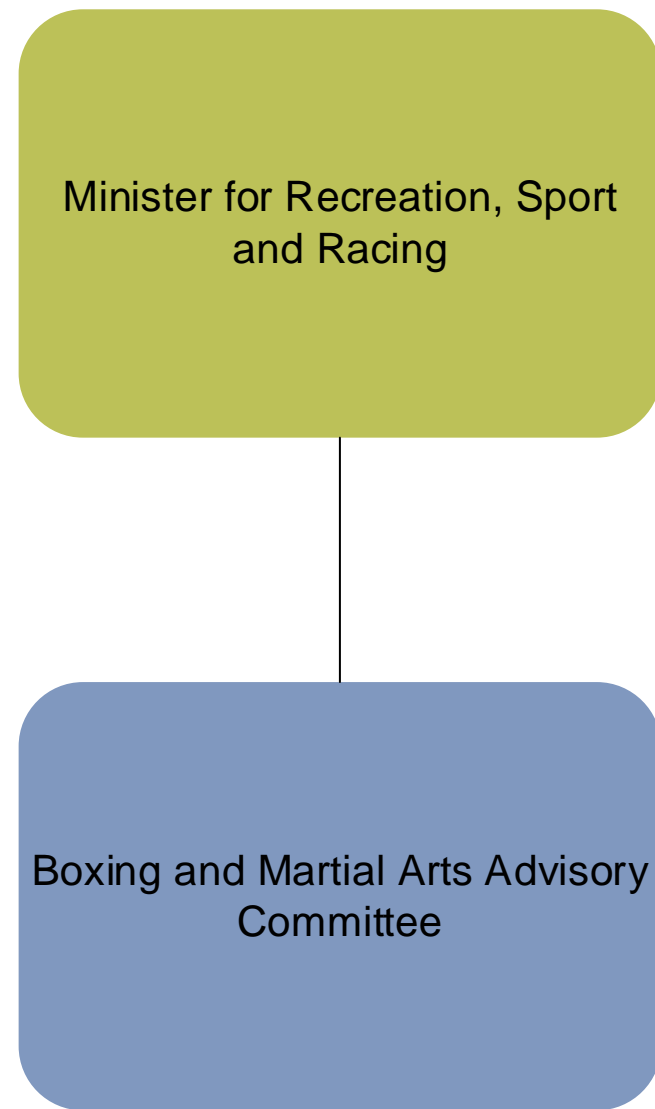 Minister for Recreation, Sport
and Racing
Boxing and Martial Arts Advisory
Committee